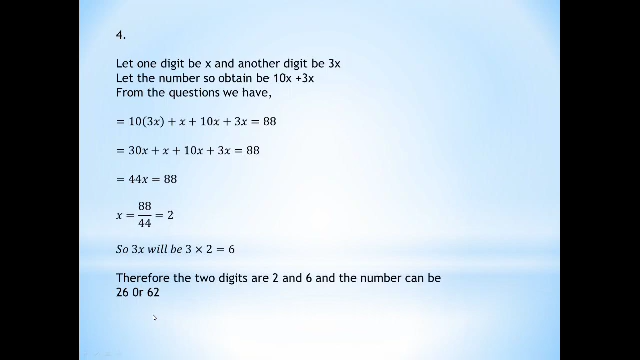 4.
Let one digit be x and another digit be 3x
Let the number so obtain be 10x +3x
From the questions we have,
= 10(3x) + x + 10x + 3x = 88
= 30x + x + 10x + 3x = 88
= 44x = 88
x = 88/44 = 2
So 3x will be 3 × 2 = 6
Therefore the two digits are 2 and 6 and the number can be
26 0r 62